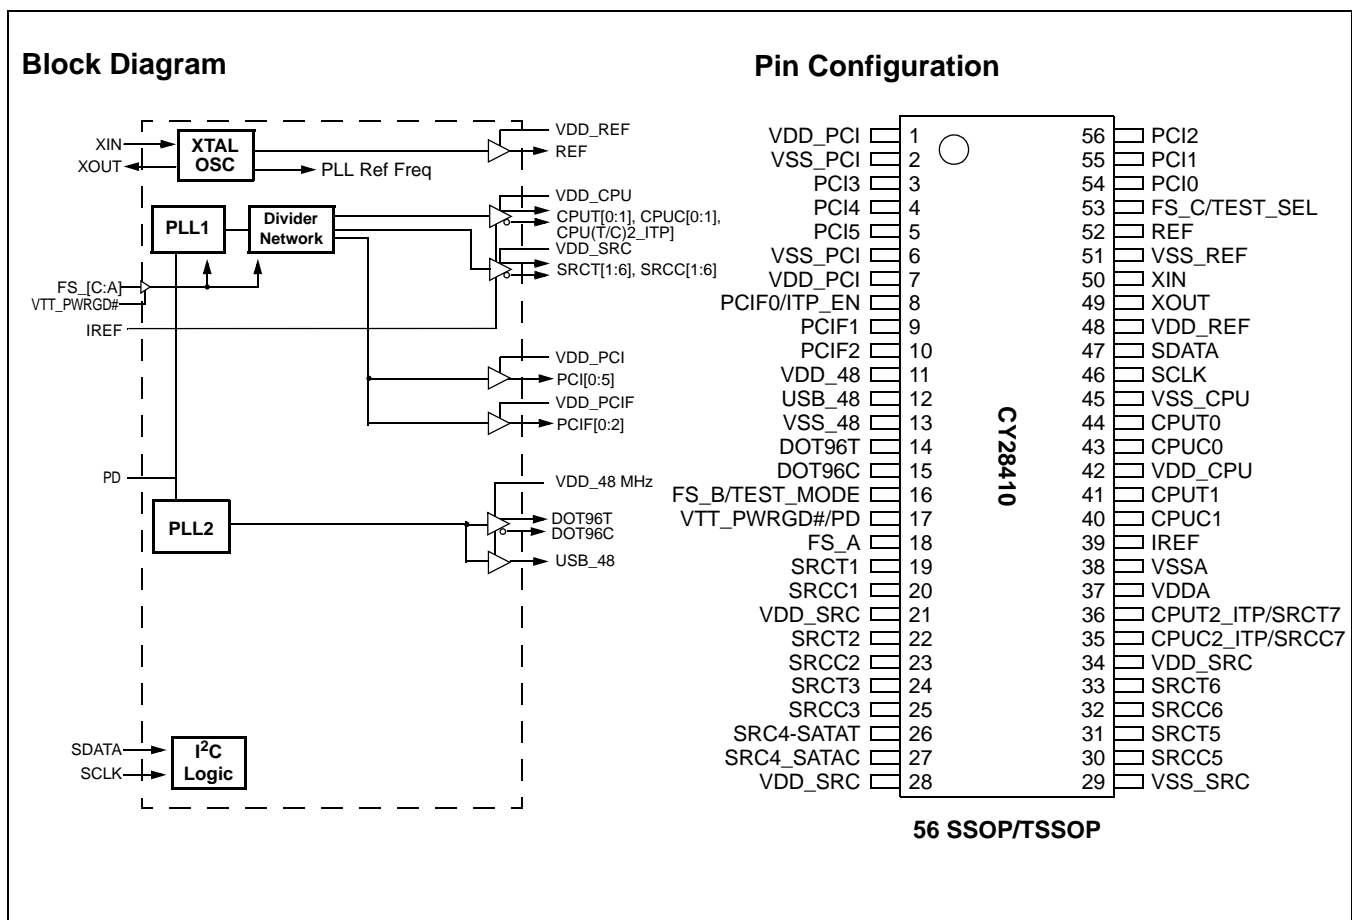 Block Diagram
XIN
XOUT
XTAL
OSC
PLL Ref Freq
VDD_REF
REF
PLL1
Divider
Network
VDD_CPU
CPUT[0:1], CPUC[0:1],
CPU(T/C)2_ITP]
VDD_SRC
SRCT[1:6], SRCC[1:6]
FS_[C:A]
VTT_PWRGD#
IREF
VDD_PCI
PCI[0:5]
VDD_PCIF
PCIF[0:2]
PD
PLL2
VDD_48 MHz
DOT96T
DOT96C
USB_48
SDATA
SCLK
I2C
Logic
Pin Configuration
VDD_PCI 1 56 PCI2
VSS_PCI 2 55 PCI1
PCI3 3 54 PCI0
PCI4 4 53 FS_C/TEST_SEL
PCI5 5 52 REF
VSS_PCI 6 51 VSS_REF
VDD_PCI 7 50 XIN
PCIF0/ITP_EN 8 49 XOUT
PCIF1 9 48 VDD_REF
PCIF2 10 47 SDATA
VDD_48 11 46 SCLK
USB_48 12 45 VSS_CPU
VSS_48 13 44 CPUT0
DOT96T 14 43 CPUC0
DOT96C 15 42 VDD_CPU
FS_B/TEST_MODE 16 41 CPUT1
VTT_PWRGD#/PD 17 40 CPUC1
FS_A 18 39 IREF
SRCT1 19 38 VSSA
SRCC1 20 37 VDDA
VDD_SRC 21 36 CPUT2_ITP/SRCT7
SRCT2 22 35 CPUC2_ITP/SRCC7
SRCC2 23 34 VDD_SRC
SRCT3 24 33 SRCT6
SRCC3 25 32 SRCC6
SRC4-SATAT 26 31 SRCT5
SRC4_SATAC 27 30 SRCC5
VDD_SRC 28 29 VSS_SRC
CY28410
56 SSOP/TSSOP